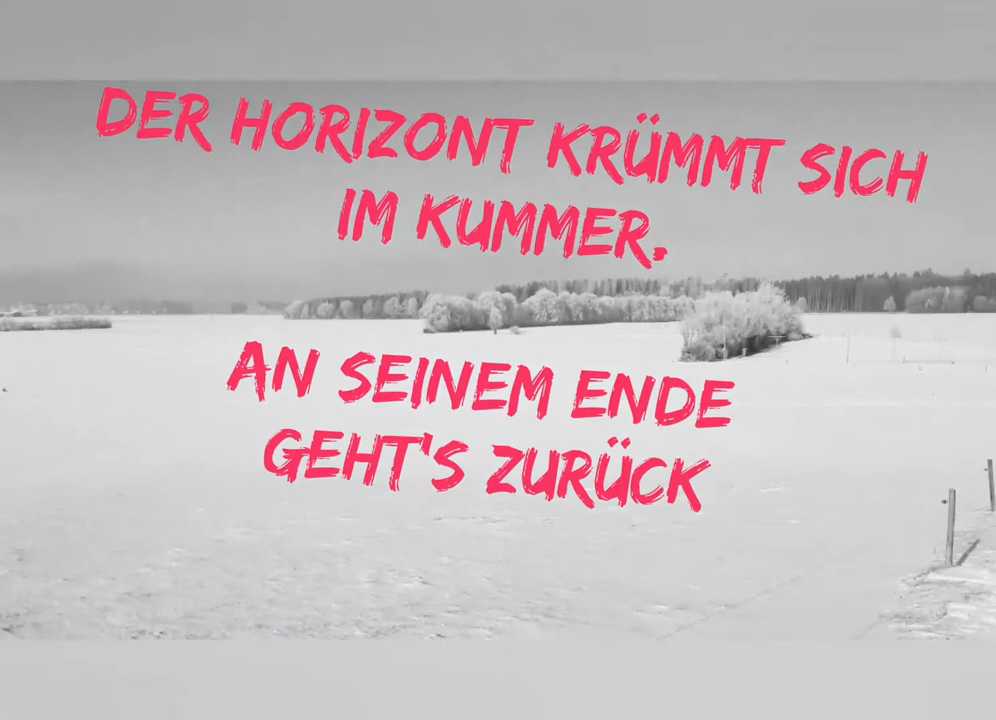 DER HORIZONT KRÜMMT SICH
IM KUMMER.
AN SEINEM ENDE
GEHT'S ZURÜCK